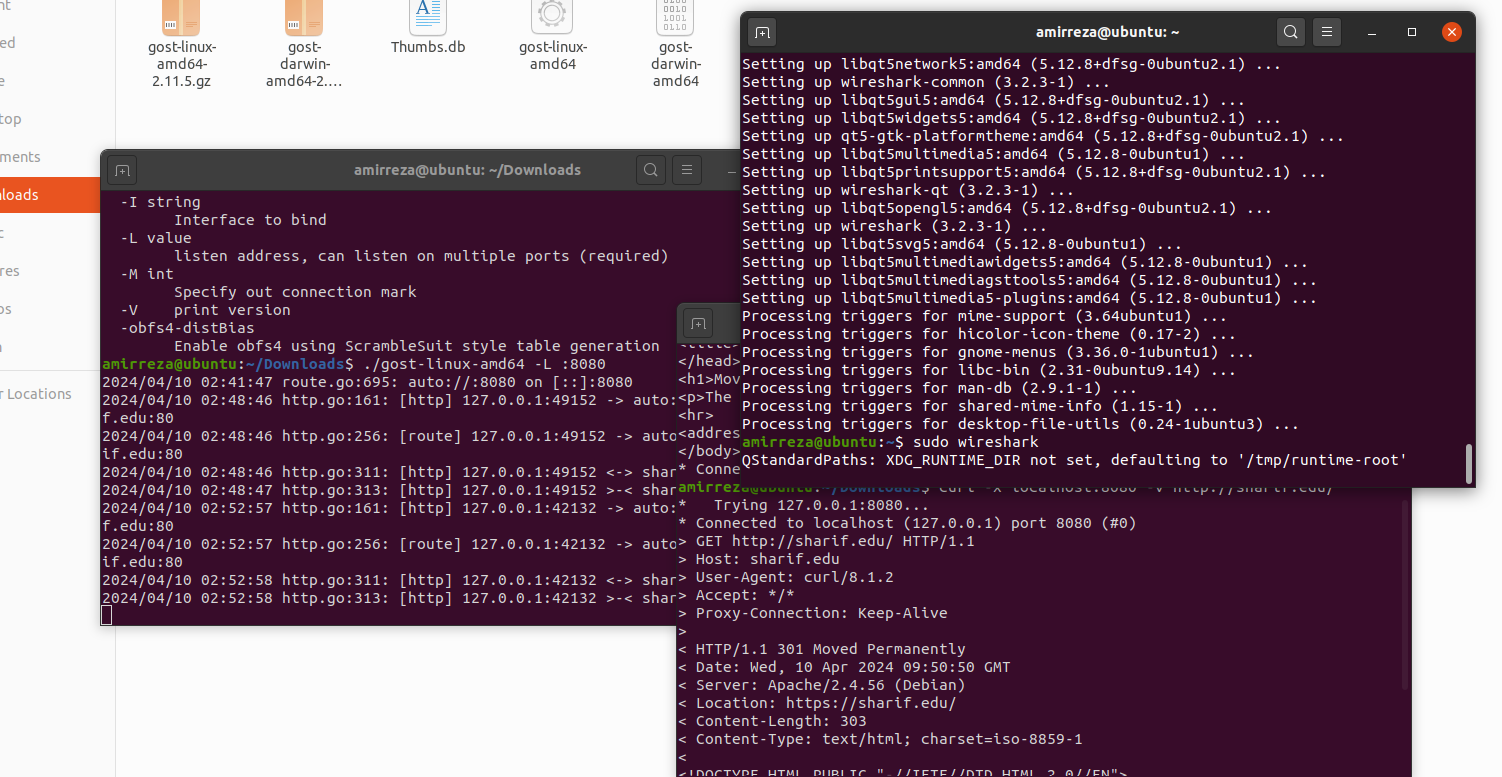 nt
ed
e
top
ments
nloads
c
res
os
n
r Locations
gost-linux-
amd64-
2.11.5.gz
gost-
darwin-
amd64-2....
Thumbs.db
gost-linux-
amd64
gost-
darwin-
amd64
amirreza@ubuntu: ~/Downloads
-I string
Interface to bind
-L value
listen address, can listen on multiple ports (required)
-M int
Specify out connection mark
-V    print version
-obfs4-distBias
Enable obfs4 using ScrambleSuit style table generation
amirreza@ubuntu:~/Downloads$ ./gost-linux-amd64 -L :8080
2024/04/10 02:41:47 route.go:695: auto://:8080 on [::]:8080
2024/04/10 02:48:46 http.go:161: [http] 127.0.0.1:49152 -> auto:
f.edu:80
2024/04/10 02:48:46 http.go:256: [route] 127.0.0.1:49152 -> auto
if.edu:80
2024/04/10 02:48:46 http.go:311: [http] 127.0.0.1:49152 <-> shar
2024/04/10 02:48:46 http.go:313: [http] 127.0.0.1:49152 >-< shar
2024/04/10 02:52:57 http.go:161: [http] 127.0.0.1:42132 -> auto:
f.edu:80
2024/04/10 02:52:57 http.go:256: [route] 127.0.0.1:42132 -> auto
if.edu:80
2024/04/10 02:52:58 http.go:311: [http] 127.0.0.1:42132 <-> shar
2024/04/10 02:52:58 http.go:313: [http] 127.0.0.1:42132 >-< shar
amirreza@ubuntu: ~
Setting up libqt5network5:amd64 (5.12.8+dfsg-0ubuntu2.1) ...
Setting up wireshark-common (3.2.3-1) ...
Setting up libqt5gui5:amd64 (5.12.8+dfsg-0ubuntu2.1) ...
Setting up libqt5widgets5:amd64 (5.12.8+dfsg-0ubuntu2.1) ...
Setting up qt5-gtk-platformtheme:amd64 (5.12.8+dfsg-0ubuntu2.1) ...
Setting up libqt5multimedia5:amd64 (5.12.8-0ubuntu1) ...
Setting up libqt5printsupport5:amd64 (5.12.8+dfsg-0ubuntu2.1) ...
Setting up wireshark-qt (3.2.3-1) ...
Setting up libqt5opengl5:amd64 (5.12.8+dfsg-0ubuntu2.1) ...
Setting up wireshark (3.2.3-1) ...
Setting up libqt5svg5:amd64 (5.12.8-0ubuntu1) ...
Setting up libqt5multimediawidgets5:amd64 (5.12.8-0ubuntu1) ...
Setting up libqt5multimediagsttools5:amd64 (5.12.8-0ubuntu1) ...
Setting up libqt5multimedia5-plugins:amd64 (5.12.8-0ubuntu1) ...
Processing triggers for mime-support (3.64ubuntu1) ...
Processing triggers for hicolor-icon-theme (0.17-2) ...
Processing triggers for gnome-menus (3.36.0-1ubuntu1) ...
Processing triggers for libc-bin (2.31-0ubuntu9.14) ...
Processing triggers for man-db (2.9.1-1) ...
Processing triggers for shared-mime-info (1.15-1) ...
Processing triggers for desktop-file-utils (0.24-1ubuntu3) ...
amirreza@ubuntu:~$ sudo wireshark
QStandardPaths: XDG_RUNTIME_DIR not set, defaulting to '/tmp/runtime-root'
<title>
</head>
<h1>Mov
<p>The
<hr>
<addres
</body>
* Conne
amirreza@ubuntu:~/Downloads$ curl -x localhost:8080 -v http://sharif.edu/
*   Trying 127.0.0.1:8080...
* Connected to localhost (127.0.0.1) port 8080 (#0)
> GET http://sharif.edu/ HTTP/1.1
> Host: sharif.edu
> User-Agent: curl/8.1.2
> Accept: */*
> Proxy-Connection: Keep-Alive
>
< HTTP/1.1 301 Moved Permanently
< Date: Wed, 10 Apr 2024 09:50:50 GMT
< Server: Apache/2.4.56 (Debian)
< Location: https://sharif.edu/
< Content-Length: 303
< Content-Type: text/html; charset=iso-8859-1
<
<!DOCTYPE HTML PUBLIC "-//IETF//DTD HTML 2.0//EN">